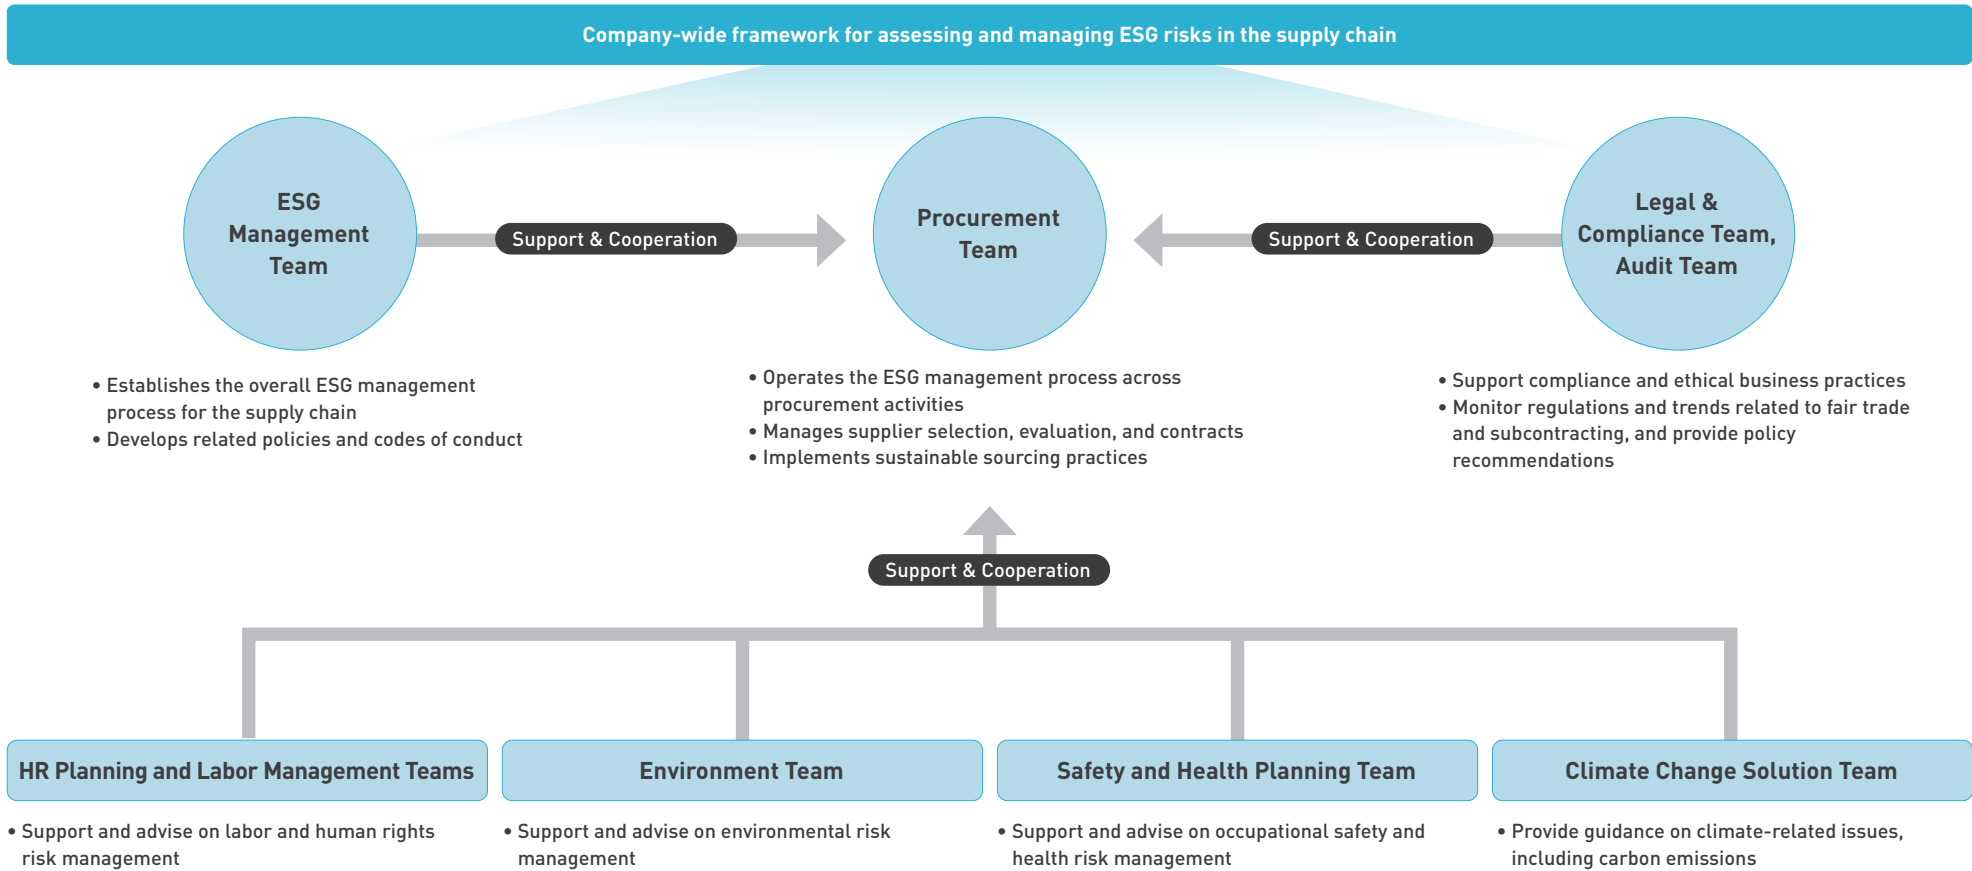 Company-wide framework for assessing and managing ESG risks in the supply chain
ESG
Management
Team
Support & Cooperation
Procurement
Team
Support & Cooperation
Legal &
Compliance Team,
Audit Team
• Establishes the overall ESG management
process for the supply chain
• Develops related policies and codes of conduct
• Operates the ESG management process across
procurement activities
• Manages supplier selection, evaluation, and contracts
• Implements sustainable sourcing practices
• Support compliance and ethical business practices
• Monitor regulations and trends related to fair trade
and subcontracting, and provide policy
recommendations
Support & Cooperation
HR Planning and Labor Management Teams
• Support and advise on labor and human rights
risk management
Environment Team
• Support and advise on environmental risk
management
Safety and Health Planning Team
• Support and advise on occupational safety and
health risk management
Climate Change Solution Team
• Provide guidance on climate-related issues,
including carbon emissions